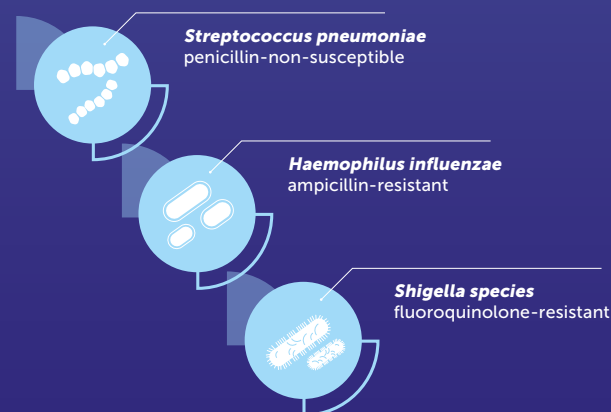 Streptococcus pneumoniae
penicillin-non-susceptible
Haemophilus influenzae
ampicillin-resistant
Shigella species
fluoroquinolone-resistant